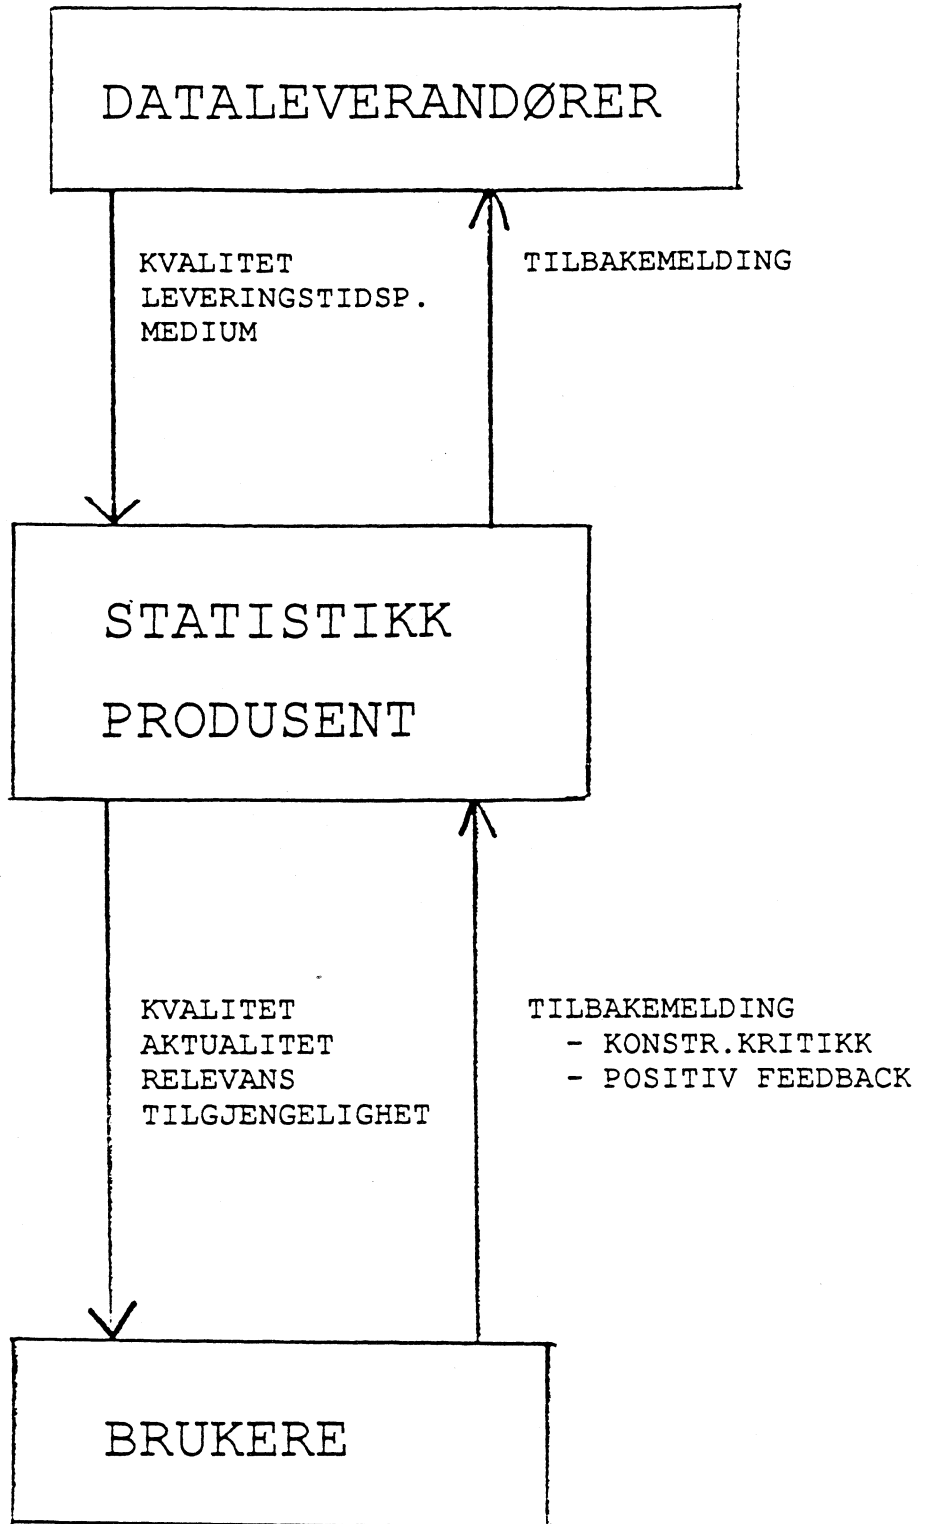 DATALEVERANDØRER
KVALITET
LEVERINGSTIDSP.
MEDIUM
TILBAKEMELDING
STATISTIKK
PRODUSENT
KVALITET
AKTUALITET
RELEVANS
TILGJENGELIGHET
TILBAKEMELDING
- KONSTR.KRITIKK
- POSITIV FEEDBACK
BRUKERE